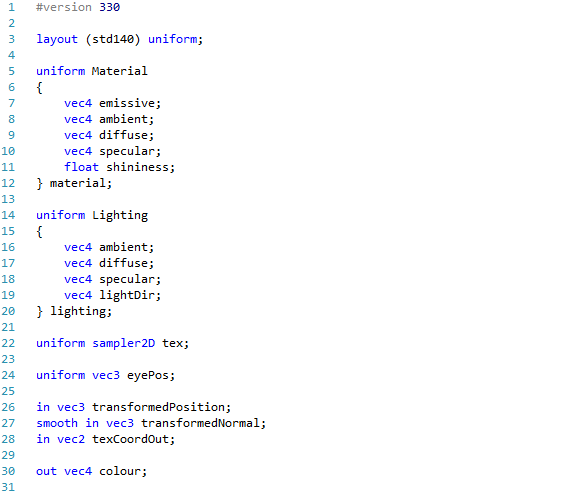 1 #version 330
2
3 layout (std140) uniform;
4
5 uniform Material
6 {
7     vec4 emissive;
8     vec4 ambient;
9     vec4 diffuse;
10     vec4 specular;
11     float shininess;
12 } material;
13
14 uniform Lighting
15 {
16     vec4 ambient;
17     vec4 diffuse;
18     vec4 specular;
19     vec4 lightDir;
20 } lighting;
21
22 uniform sampler2D tex;
23
24 uniform vec3 eyePos;
25
26 in vec3 transformedPosition;
27 smooth in vec3 transformedNormal;
28 in vec2 texCoordOut;
29
30 out vec4 colour;
31